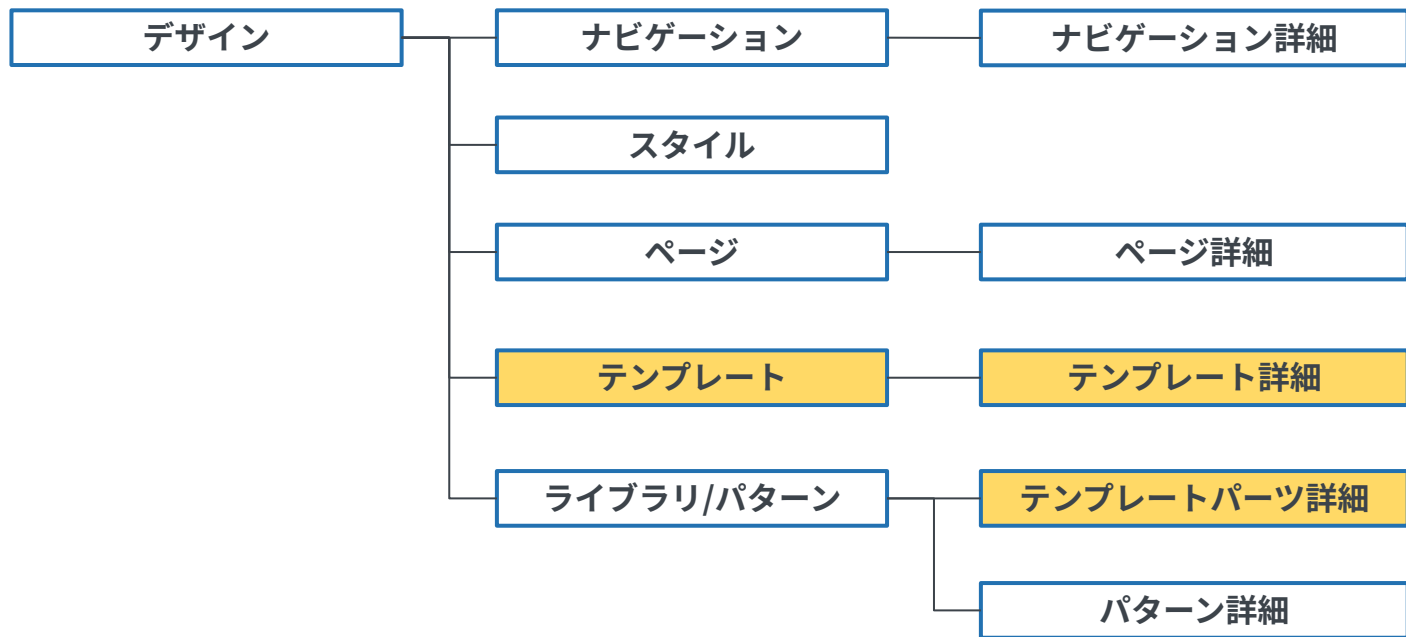 デザイン
ナビゲーション
ナビゲーション詳細
スタイル
ページ
ページ詳細
テンプレート
テンプレート詳細
ライブラリ/パターン
テンプレートパーツ詳細
パターン詳細